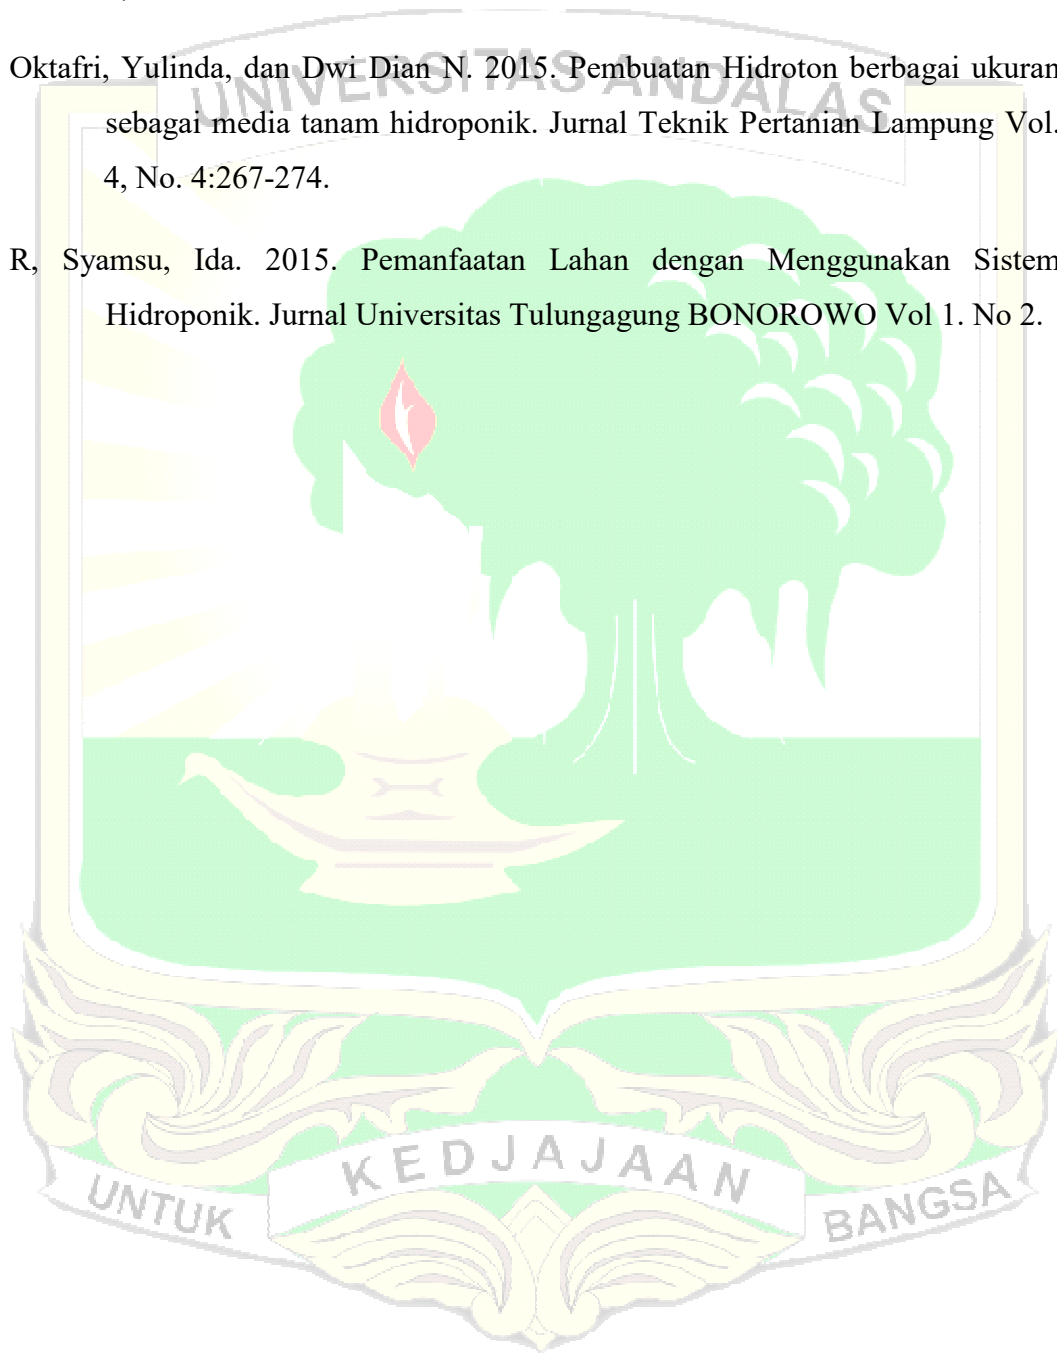 UNIVERSITAS ANDALAS
Oktafri, Yulinda, dan Dwi Dian N. 2015. Pembuatan Hidroton berbagai ukuran
sebagai media tanam hidroponik. Jurnal Teknik Pertanian Lampung Vol.
4, No. 4:267-274.
R, Syamsu, Ida. 2015. Pemanfaatan Lahan dengan Menggunakan Sistem
Hidroponik. Jurnal Universitas Tulungagung BONOROWO Vol 1. No 2.
UNTUK
KEDJAJAAN
BANGSA